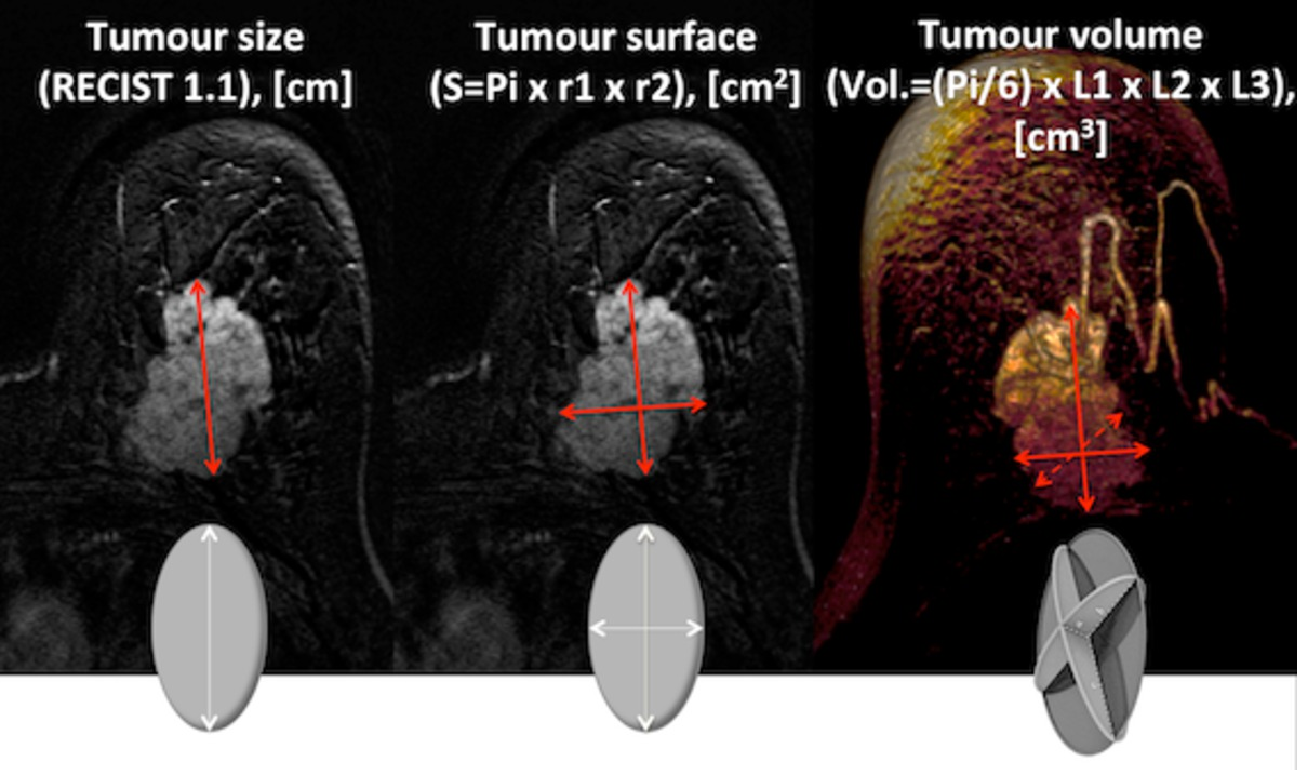 Tumour size
(RECIST 1.1), [cm]
Tumour surface
(S=Pi x r1 x r2), [cm²]
Tumour volume
(Vol.=(Pi/6) x L1 x L2 x L3),
[cm³]